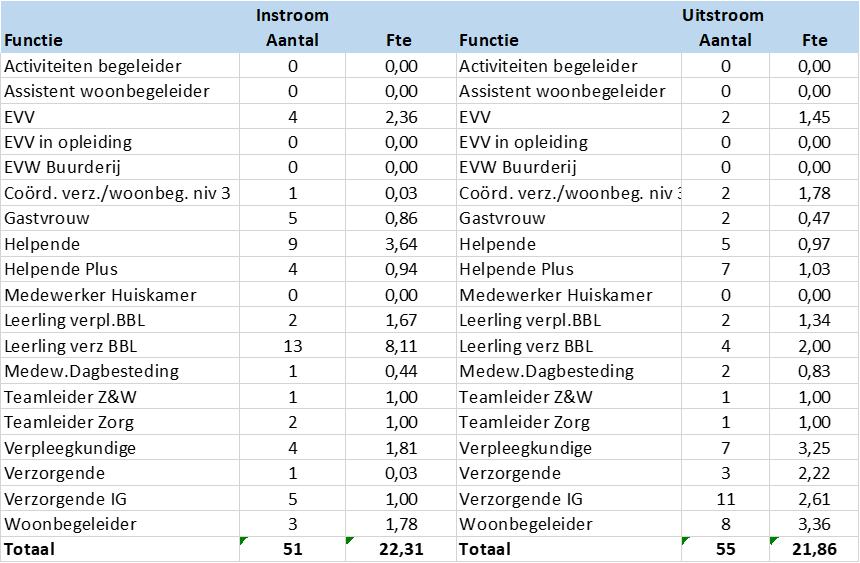 Instroom Uitstroom
Functie Aantal Fte Functie Aantal Fte
Activiteiten begeleider 0 0,00 Activiteiten begeleider 0 0,00
Assistent woonbegeleider 0 0,00 Assistent woonbegeleider 0 0,00
EVV 4 2,36 EVV 2 1,45
EVV in opleiding 0 0,00 EVV in opleiding 0 0,00
EVW Buurderij 0 0,00 EVW Buurderij 0 0,00
Coörd. verz./woonbeg. niv 3 1 0,03 Coörd. verz./woonbeg. niv 3 2 1,78
Gastvrouw 5 0,86 Gastvrouw 2 0,47
Helpende 9 3,64 Helpende 5 0,97
Helpende Plus 4 0,94 Helpende Plus 7 1,03
Medewerker Huiskamer 0 0,00 Medewerker Huiskamer 0 0,00
Leerling verpl.BBL 2 1,67 Leerling verpl.BBL 2 1,34
Leerling verz BBL 13 8,11 Leerling verz BBL 4 2,00
Medew.Dagbesteding 1 0,44 Medew.Dagbesteding 2 0,83
Teamleider Z&W 1 1,00 Teamleider Z&W 1 1,00
Teamleider Zorg 2 1,00 Teamleider Zorg 1 1,00
Verpleegkundige 4 1,81 Verpleegkundige 7 3,25
Verzorgende 1 0,03 Verzorgende 3 2,22
Verzorgende IG 5 1,00 Verzorgende IG 11 2,61
Woonbegeleider 3 1,78 Woonbegeleider 8 3,36
Totaal 51 22,31 Totaal 55 21,86